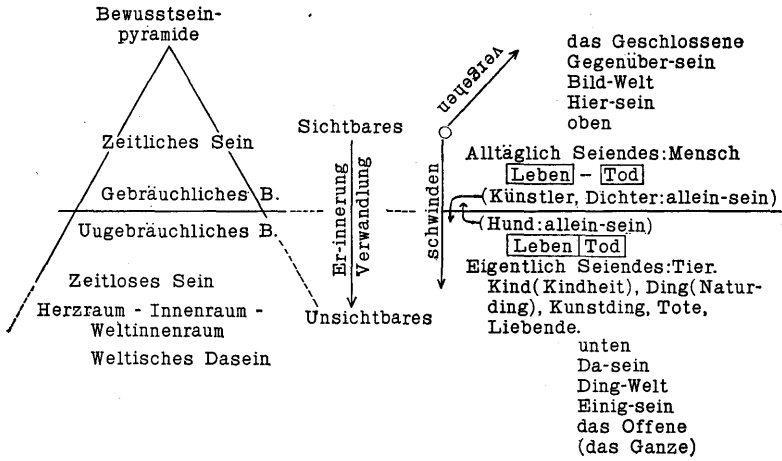 Bewusstsein-
pyramide
Zeitliches Sein
Gebräuchliches B.
Uugebräuchliches B.
Zeitloses Sein
Herzraum - Innenraum -
Weltinnenraum
Weltisches Dasein
Sichtbares
Er-innerung
Verwandlung
Unsichtbares
vergehen
schwinden
das Geschlossene
Gegenüber-sein
Bild-Welt
Hier-sein
oben
Alltäglich Seiendes:Mensch
Leben - Tod
(Künstler, Dichter:allein-sein)
(Hund:allein-sein)
Leben Tod
Eigentlich Seiendes:Tier.
Kind(Kindheit), Ding(Natur-
ding), Kunstding, Tote,
Liebende.
unten
Da-sein
Ding-Welt
Einig-sein
das Offene
(das Ganze)